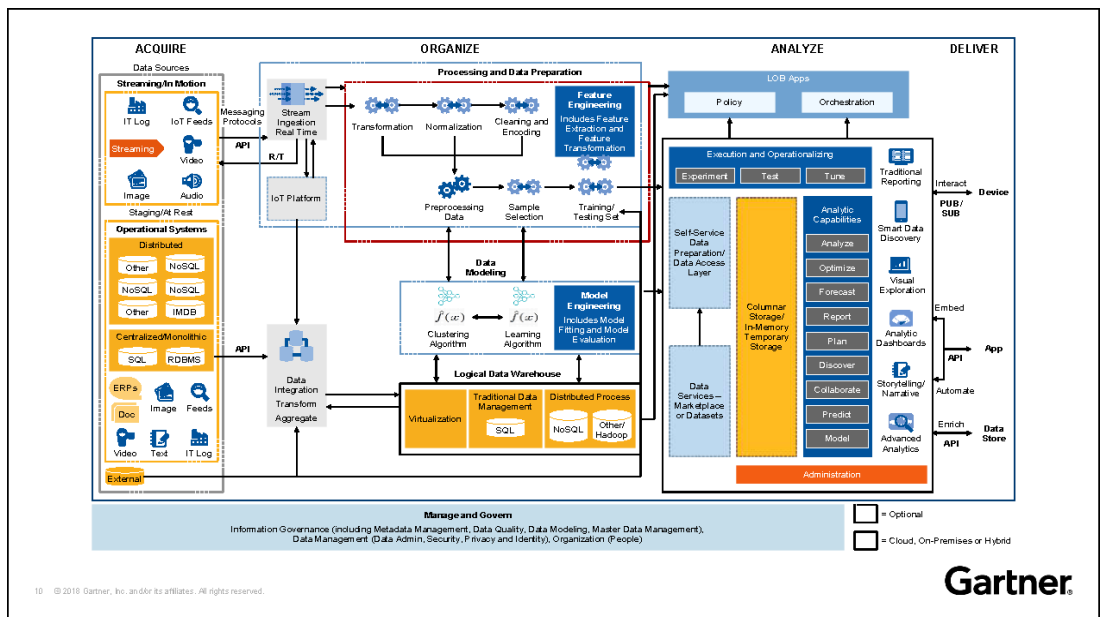 ACQUIRE
ORGANIZE
ANALYZE
DELIVER
Data Sources
Streaming/In Motion
IT Log
IoT Feeds
Streaming
Video
Image
Audio
Staging/At Rest
Operational Systems
Distributed
Other
NoSQL
NoSQL
NoSQL
Other
IMDB
Centralized/Monolithic
SQL
RDBMS
ERPs
Doc
Image
Feeds
Video
Text
IT Log
External
Messaging
Protocols
API
R/T
API
Stream
Ingestion
Real Time
IoT Platform
Data
Integration
Transform
Aggregate
Processing and Data Preparation
Transformation
Normalization
Cleaning and
Encoding
Feature
Engineering
Includes Feature
Extraction and
Feature
Transformation
Preprocessing
Data
Sample
Selection
Training/
Testing Set
Data
Modeling
f̂(x)
f̂(x)
Clustering
Algorithm
Learning
Algorithm
Model
Engineering
Includes Model
Fitting and Model
Evaluation
Logical Data Warehouse
Virtualization
Traditional Data
Management
SQL
Distributed Process
NoSQL
Other/
Hadoop
LOB Apps
Policy
Orchestration
Execution and Operationalizing
Experiment
Test
Tune
Self-Service
Data
Preparation/
Data Access
Layer
Data
Services—
Marketplace
or Datasets
Columnar
Storage/
In-Memory
Temporary
Storage
Analytic
Capabilities
Analyze
Optimize
Forecast
Report
Plan
Discover
Collaborate
Predict
Model
Administration
Traditional
Reporting
Smart Data
Discovery
Visual
Exploration
Analytic
Dashboards
Storytelling/
Narrative
Advanced
Analytics
Interact
PUB/
SUB
Device
Embed
API
App
Automate
Enrich
API
Data
Store
Manage and Govern
Information Governance (including Metadata Management, Data Quality, Data Modeling, Master Data Management),
Data Management (Data Admin, Security, Privacy and Identity), Organization (People)
= Optional
= Cloud, On-Premises or Hybrid
10 © 2018 Gartner, Inc. and/or its affiliates. All rights reserved.
Gartner®